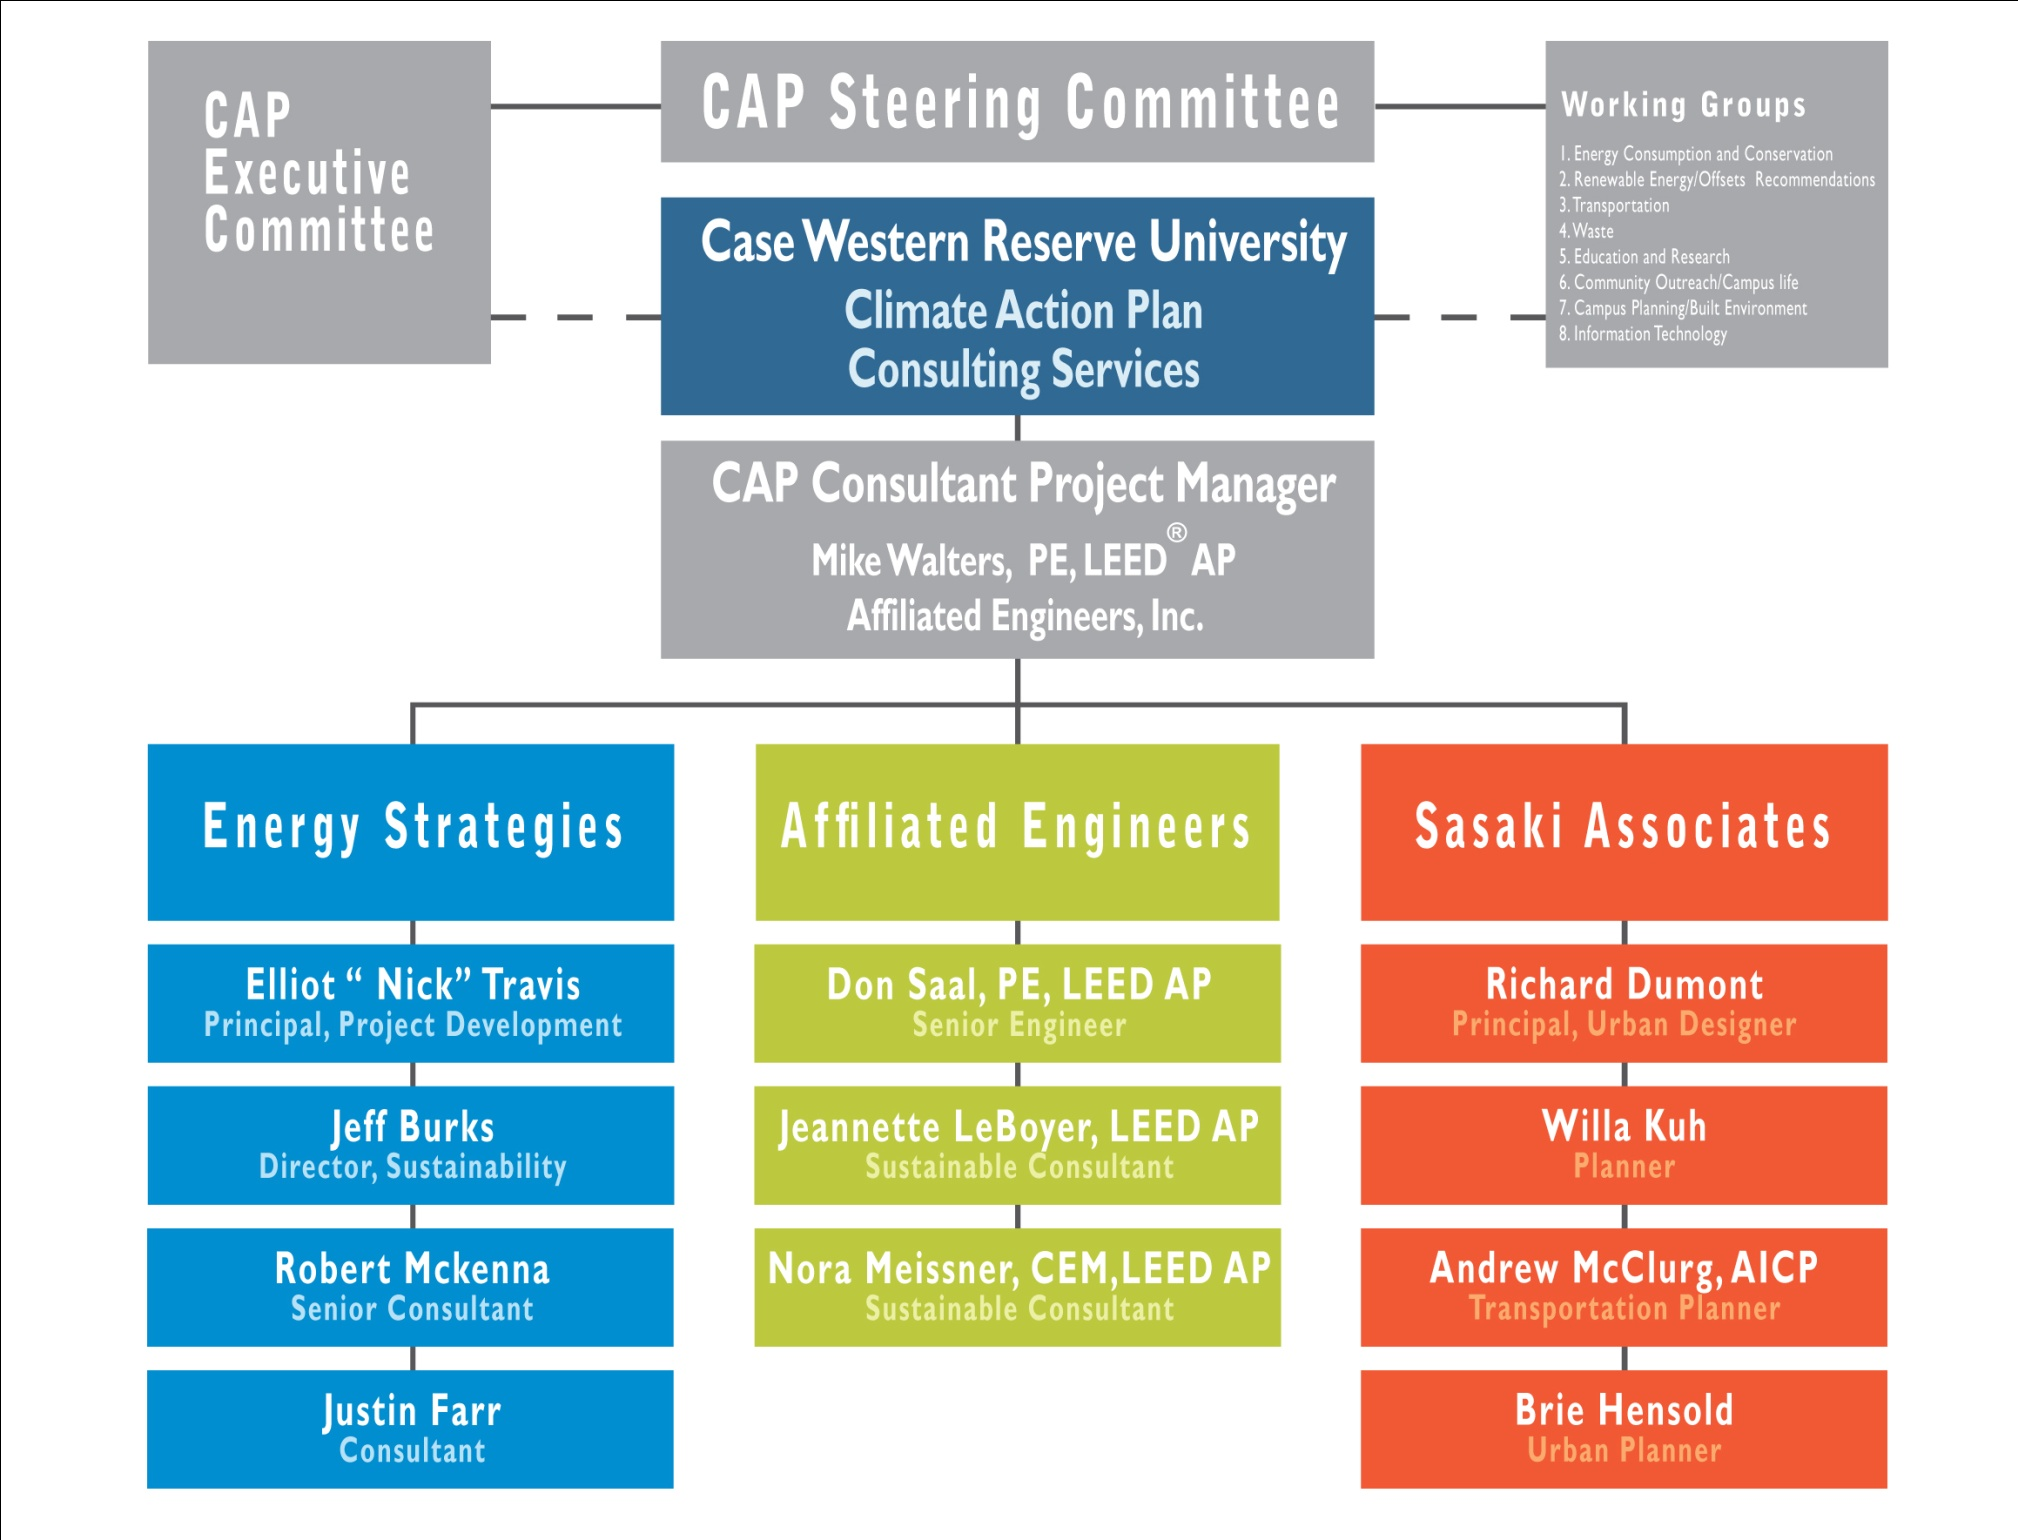 CAP
Executive
Committee
CAP Steering Committee
Working Groups
1. Energy Consumption and Conservation
2. Renewable Energy/Offsets Recommendations
3. Transportation
4. Waste
5. Education and Research
6. Community Outreach/Campus life
7. Campus Planning/Built Environment
8. Information Technology
Case Western Reserve University
Climate Action Plan
Consulting Services
CAP Consultant Project Manager
Mike Walters, PE, LEED® AP
Affiliated Engineers, Inc.
Energy Strategies
Elliot “ Nick” Travis
Principal, Project Development
Jeff Burks
Director, Sustainability
Robert Mckenna
Senior Consultant
Justin Farr
Consultant
Affiliated Engineers
Don Saal, PE, LEED AP
Senior Engineer
Jeannette LeBoyer, LEED AP
Sustainable Consultant
Nora Meissner, CEM,LEED AP
Sustainable Consultant
Sasaki Associates
Richard Dumont
Principal, Urban Designer
Willa Kuh
Planner
Andrew McClurg, AICP
Transportation Planner
Brie Hensold
Urban Planner